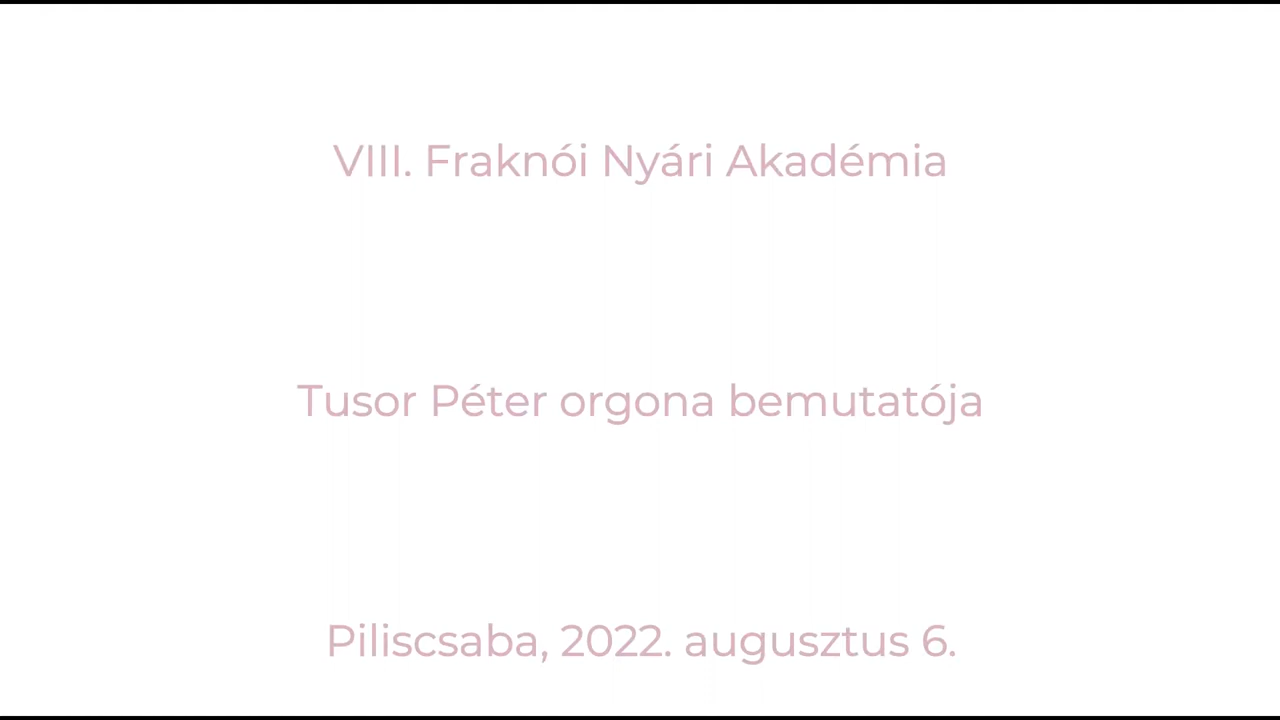 VIII. Fraknói Nyári Akadémia
Tusor Péter orgona bemutatója
Piliscsaba, 2022. augusztus 6.